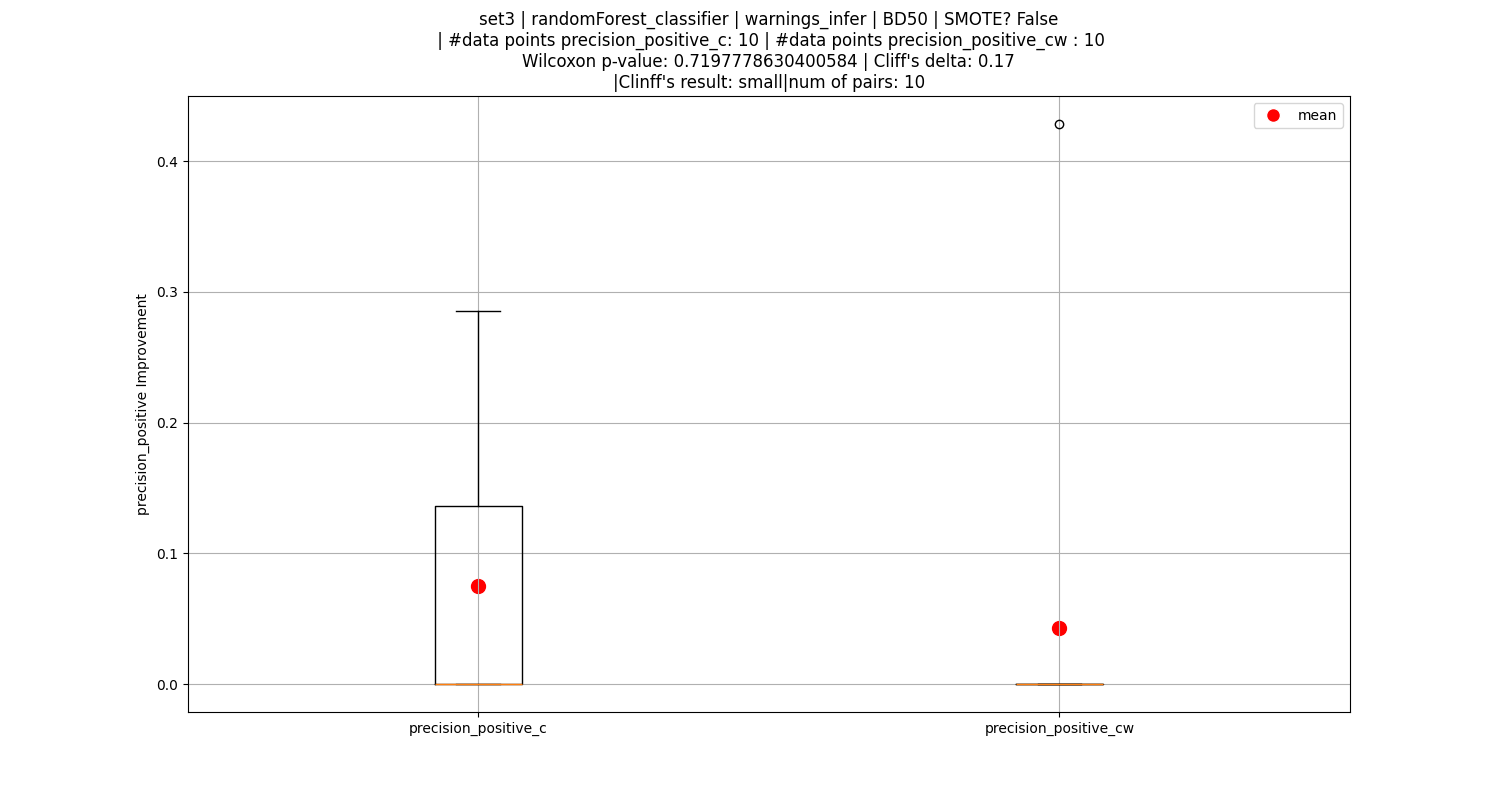 set3 | randomForest_classifier | warnings_infer | BD50 | SMOTE? False
| #data points precision_positive_c: 10 | #data points precision_positive_cw : 10
Wilcoxon p-value: 0.7197778630400584 | Cliff's delta: 0.17
|Clinff's result: small|num of pairs: 10
mean
0.4
0.3
0.2
0.1
0.0
precision_positive Improvement
precision_positive_c
precision_positive_cw